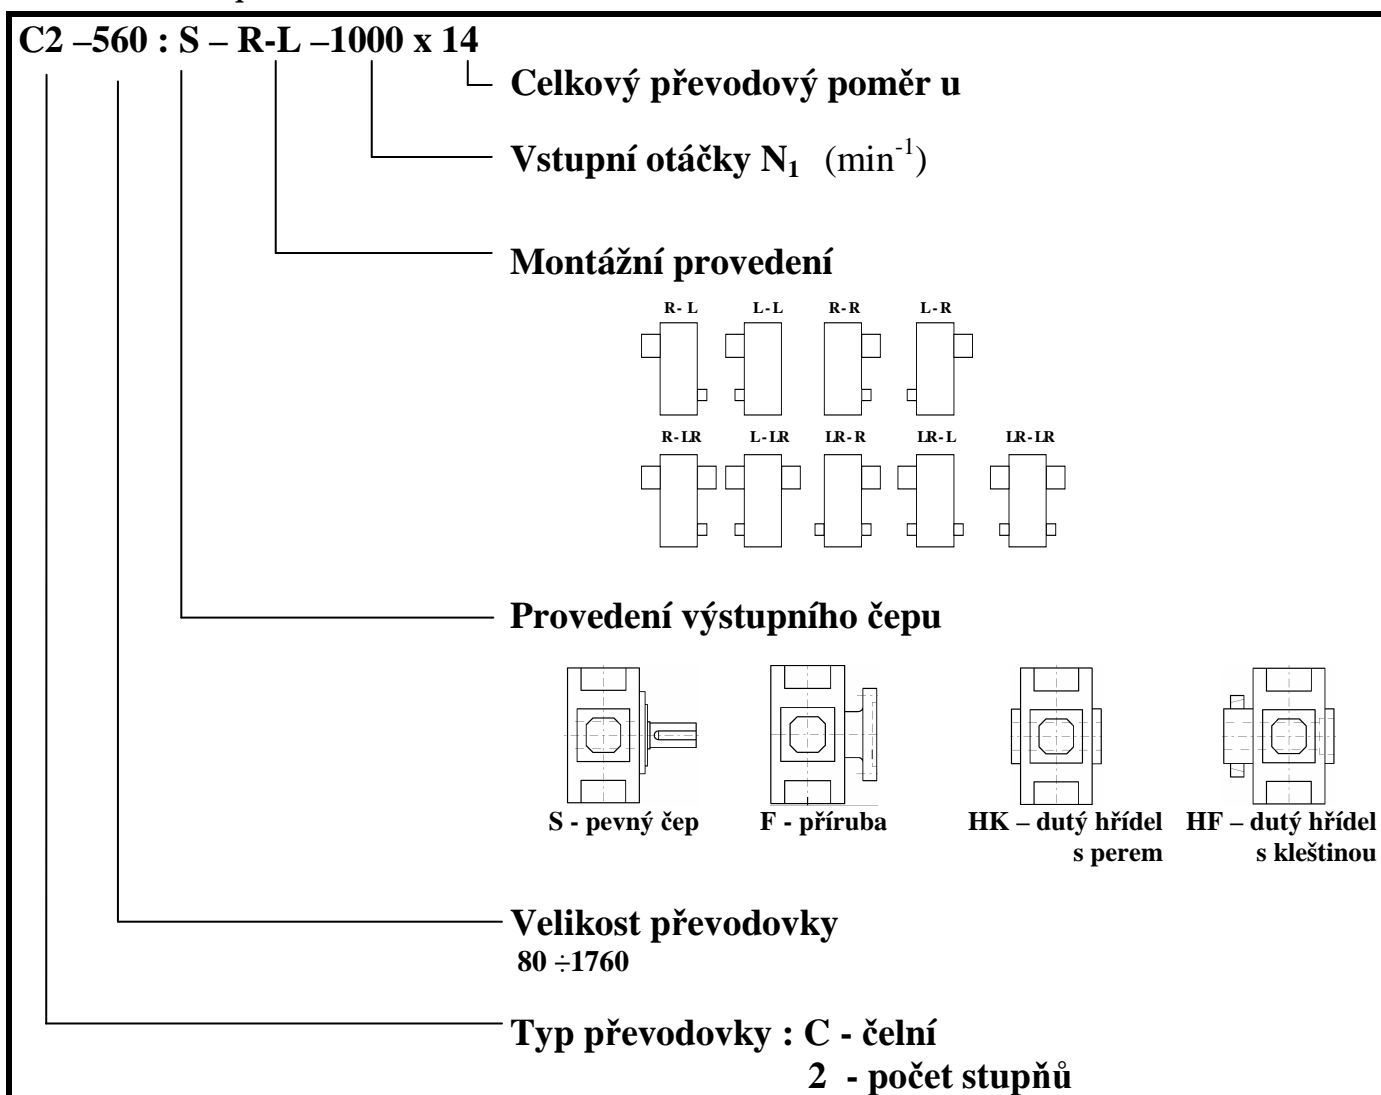 C2 –560 : S – R-L –1000 x 14
Celkový převodový poměr u
Vstupní otáčky N₁ (min⁻¹)
Montážní provedení
R- L L-L R-R L-R
R-LR L-LR LR-R LR-L LR-LR
Provedení výstupního čepu
S - pevný čep F - příruba HK – dutý hřídel HF – dutý hřídel
s perem s kleštinou
Velikost převodovky
80 ÷1760
Typ převodovky : C - čelní
2 - počet stupňů